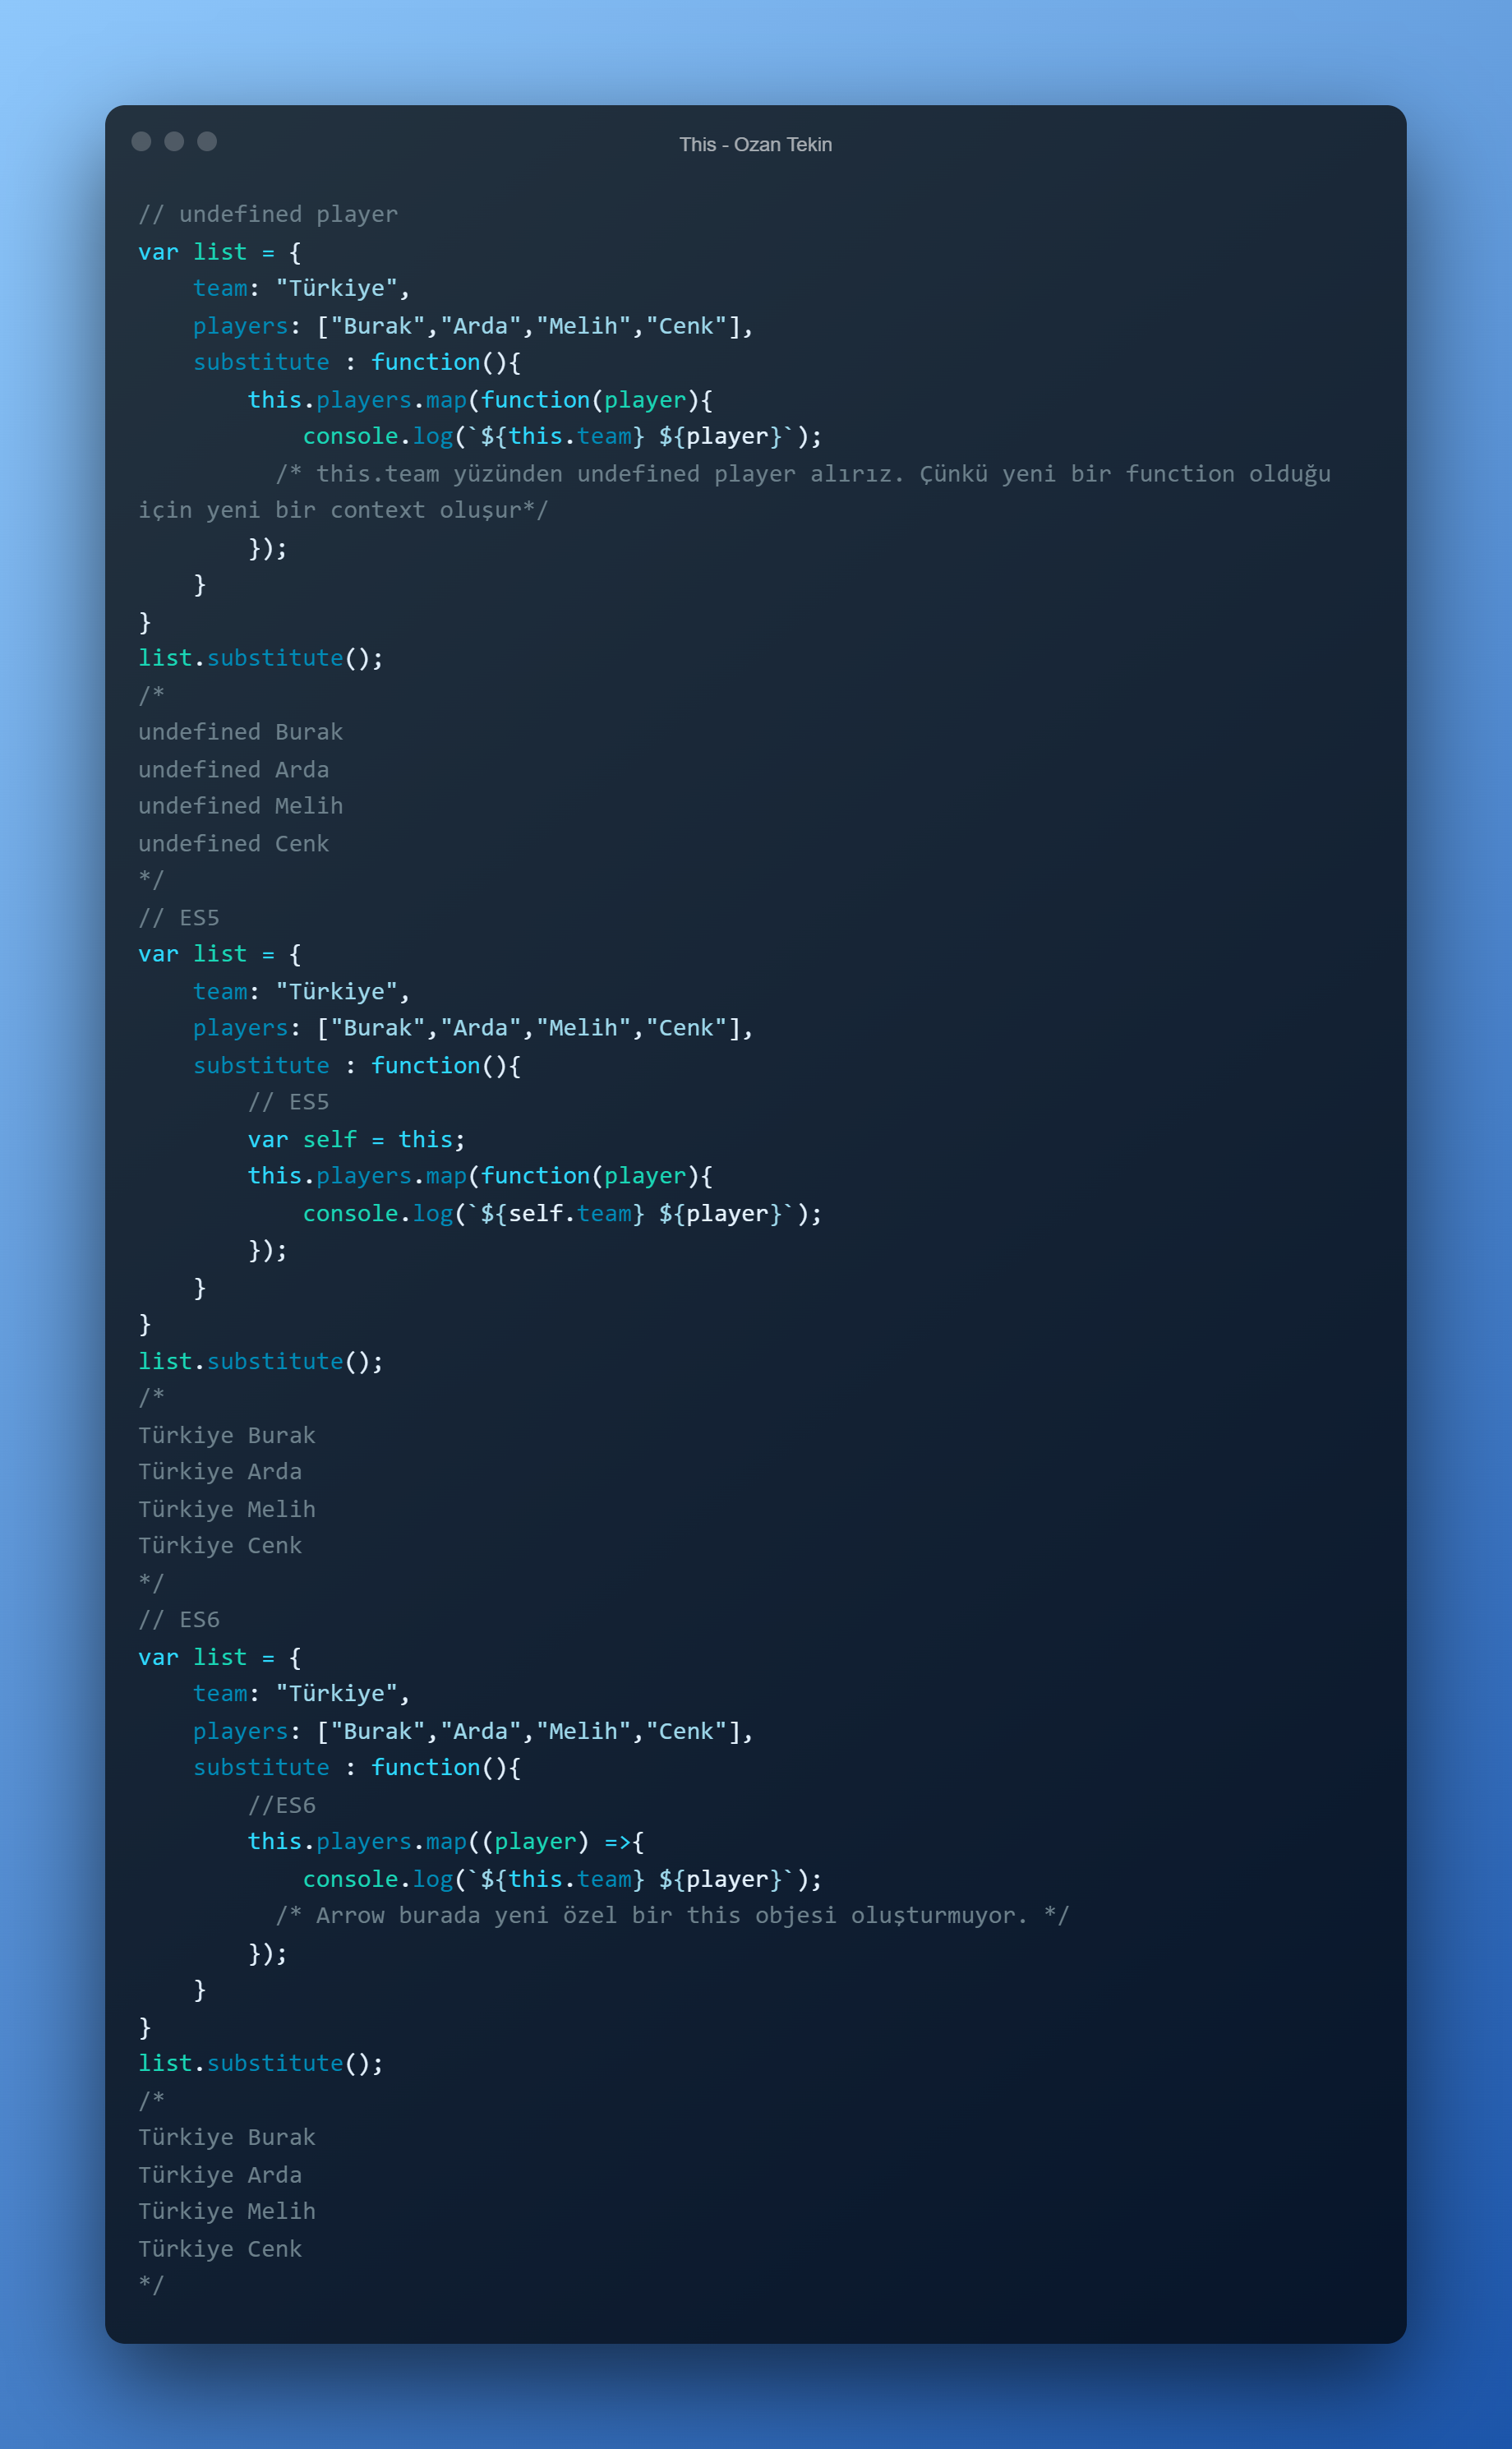 This - Ozan Tekin
// undefined player
var list = {
    team: "Türkiye",
    players: ["Burak","Arda","Melih","Cenk"],
    substitute : function(){
        this.players.map(function(player){
            console.log(`${this.team} ${player}`);
          /* this.team yüzünden undefined player alırız. Çünkü yeni bir function olduğu
için yeni bir context oluşur*/
        });
    }
}
list.substitute();
/*
undefined Burak
undefined Arda
undefined Melih
undefined Cenk
*/
// ES5
var list = {
    team: "Türkiye",
    players: ["Burak","Arda","Melih","Cenk"],
    substitute : function(){
        // ES5
        var self = this;
        this.players.map(function(player){
            console.log(`${self.team} ${player}`);
        });
    }
}
list.substitute();
/*
Türkiye Burak
Türkiye Arda
Türkiye Melih
Türkiye Cenk
*/
// ES6
var list = {
    team: "Türkiye",
    players: ["Burak","Arda","Melih","Cenk"],
    substitute : function(){
        //ES6
        this.players.map((player) =>{
            console.log(`${this.team} ${player}`);
          /* Arrow burada yeni özel bir this objesi oluşturmuyor. */
        });
    }
}
list.substitute();
/*
Türkiye Burak
Türkiye Arda
Türkiye Melih
Türkiye Cenk
*/